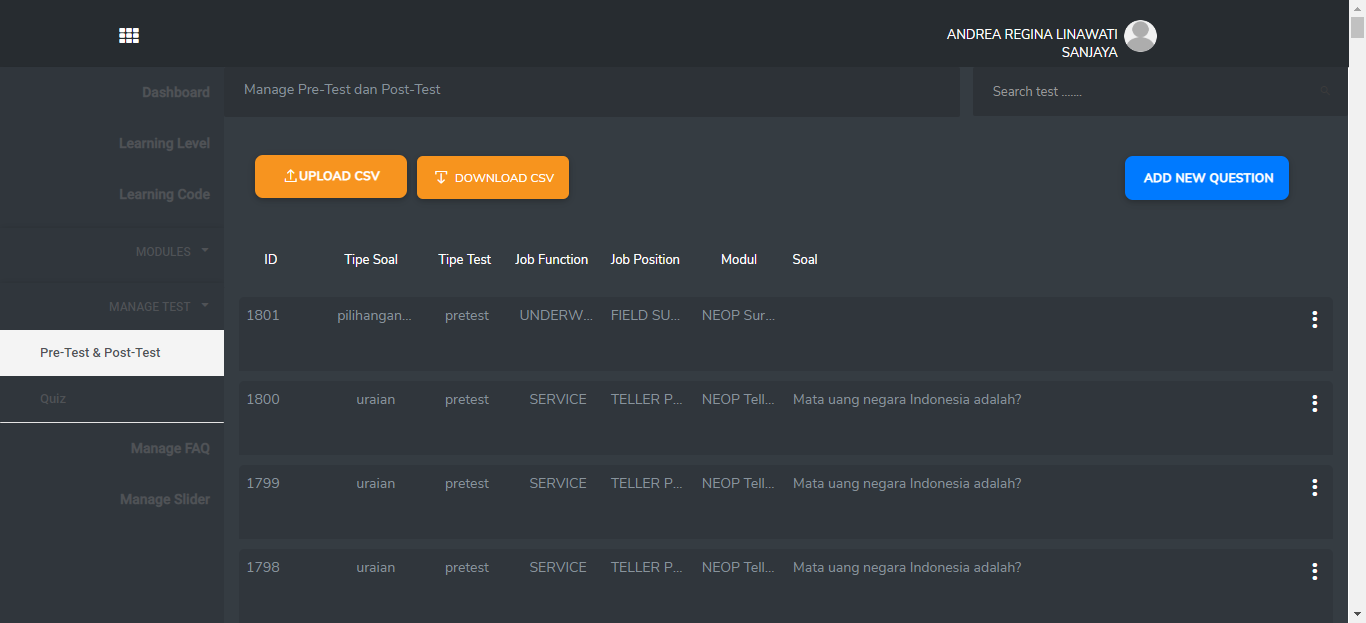 ANDREA REGINA LINAWATI
SANJAYA
Dashboard
Learning Level
Learning Code
MODULES
MANAGE TEST
Pre-Test & Post-Test
Quiz
Manage FAQ
Manage Slider
Manage Pre-Test dan Post-Test
Search test .......
UPLOAD CSV
DOWNLOAD CSV
ADD NEW QUESTION
ID Tipe Soal Tipe Test Job Function Job Position Modul Soal
1801 pilihangan... pretest UNDERW... FIELD SU... NEOP Sur...
1800 uraian pretest SERVICE TELLER P... NEOP Tell... Mata uang negara Indonesia adalah?
1799 uraian pretest SERVICE TELLER P... NEOP Tell... Mata uang negara Indonesia adalah?
1798 uraian pretest SERVICE TELLER P... NEOP Tell... Mata uang negara Indonesia adalah?